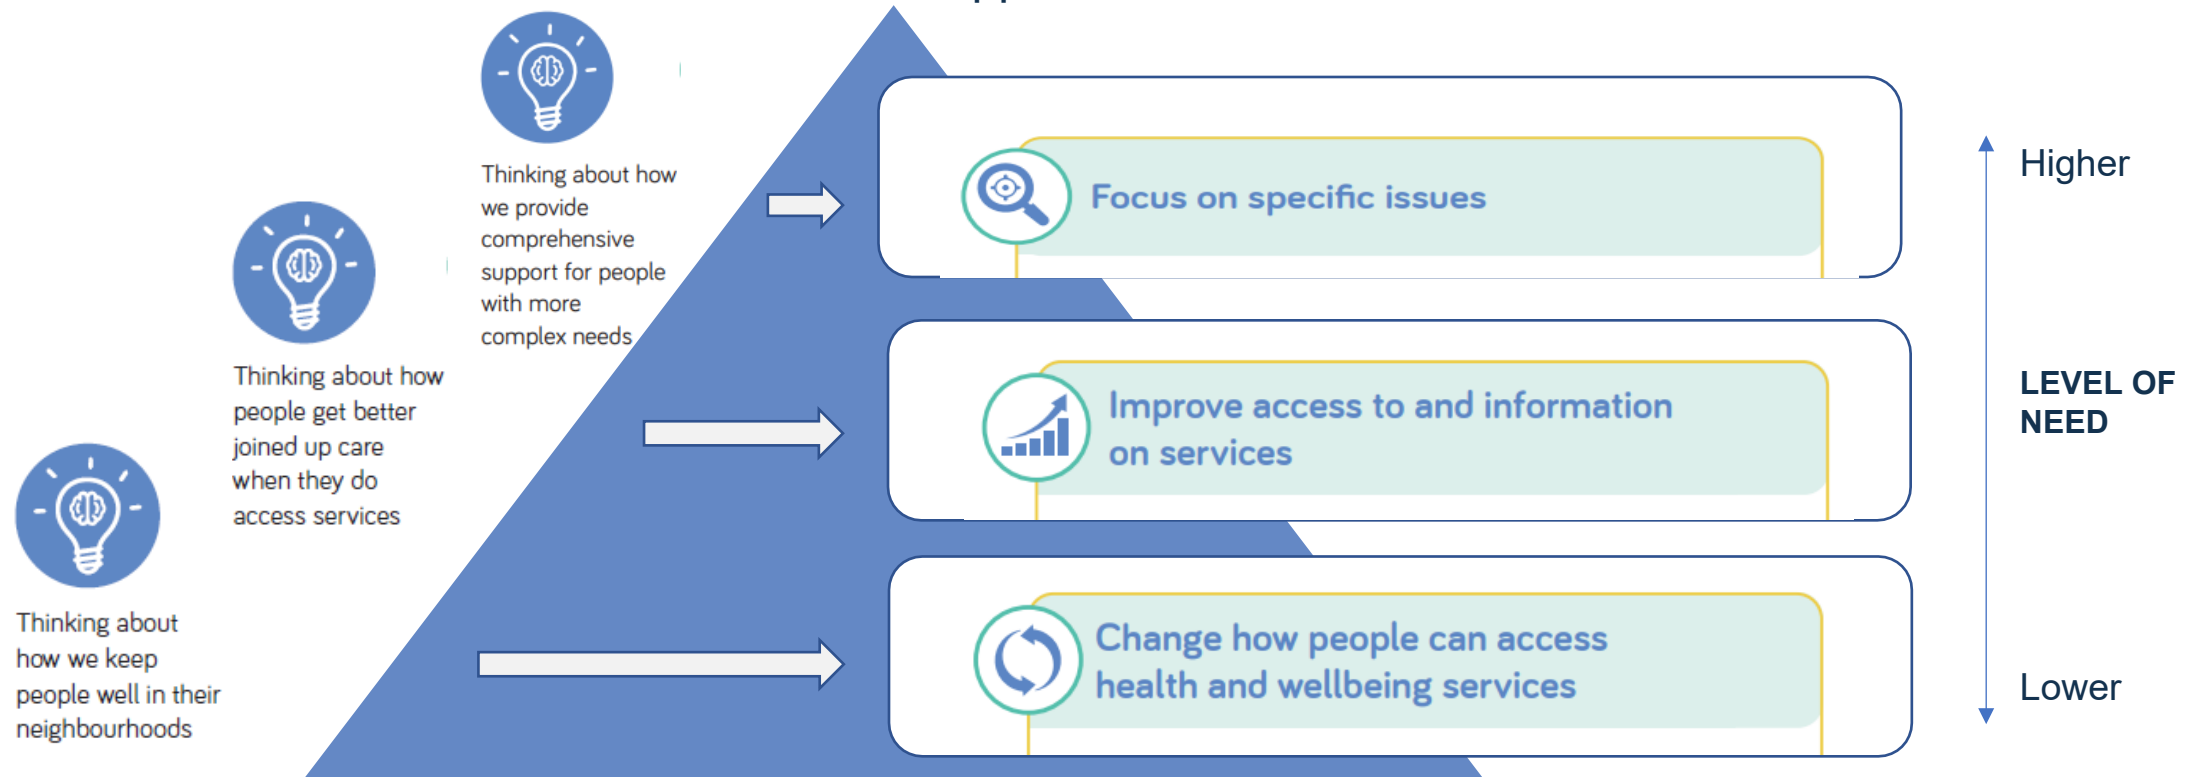 Thinking about how
we provide
comprehensive
support for people
with more
complex needs
Thinking about how
people get better
joined up care
when they do
access services
Thinking about
how we keep
people well in their
neighbourhoods
Focus on specific issues
Improve access to and information
on services
Change how people can access
health and wellbeing services
Higher
LEVEL OF
NEED
Lower